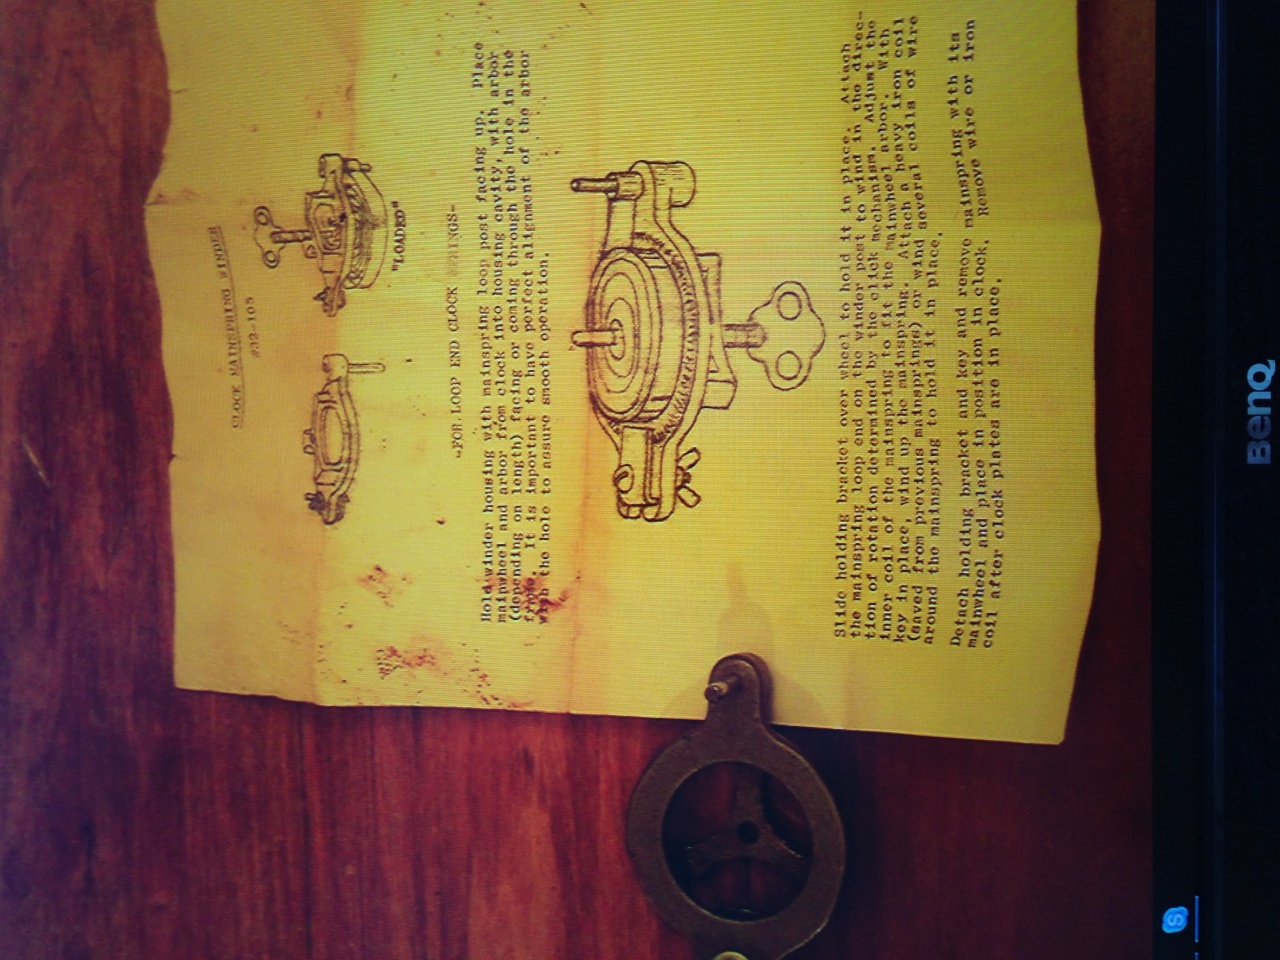 CLOCK MAINSPRING WINDER
#32-105
"LOADED"
-FOR LOOP END CLOCK SPRINGS-
Hold winder housing with mainspring loop post facing up. Place
mainwheel and arbor from clock into housing cavity, with arbor
(depending on length) facing or coming through the hole in the
frame. It is important to have perfect alignment of the arbor
with the hole to assure smooth operation.
Slide holding bracket over wheel to hold it in place. Attach
the mainspring loop end on the winder post to wind in the direc-
tion of rotation determined by the click mechanism. Adjust the
inner coil of the mainspring to fit the mainwheel arbor. With
key in place, wind up the mainspring. Attach a heavy iron coil
(saved from previous mainsprings) or wind several coils of wire
around the mainspring to hold it in place.
Detach holding bracket and key and remove mainspring with its
mainwheel and place in position in clock. Remove wire or iron
coil after clock plates are in place.
BenQ